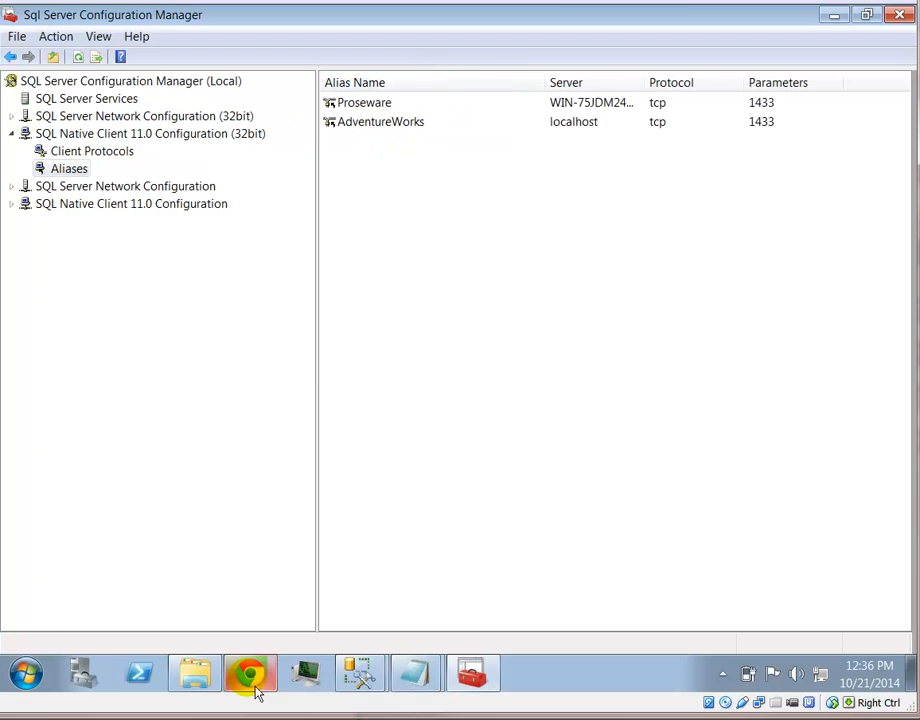 Sql Server Configuration Manager
File Action View Help
SQL Server Configuration Manager (Local)
SQL Server Services
SQL Server Network Configuration (32bit)
SQL Native Client 11.0 Configuration (32bit)
Client Protocols
Aliases
SQL Server Network Configuration
SQL Native Client 11.0 Configuration
Alias Name Server Protocol Parameters
Proseware WIN-75JDM24... tcp 1433
AdventureWorks localhost tcp 1433
12:36 PM
10/21/2014
Right Ctrl